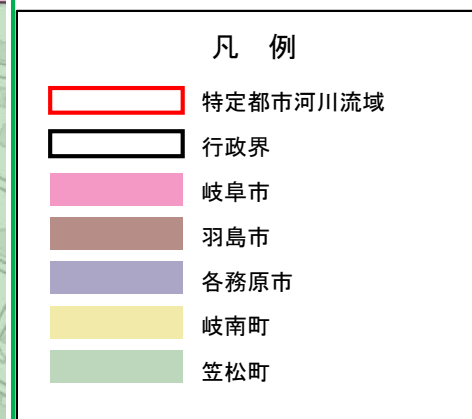 凡 例
特定都市河川流域
行政界
岐阜市
羽島市
各務原市
岐南町
笠松町